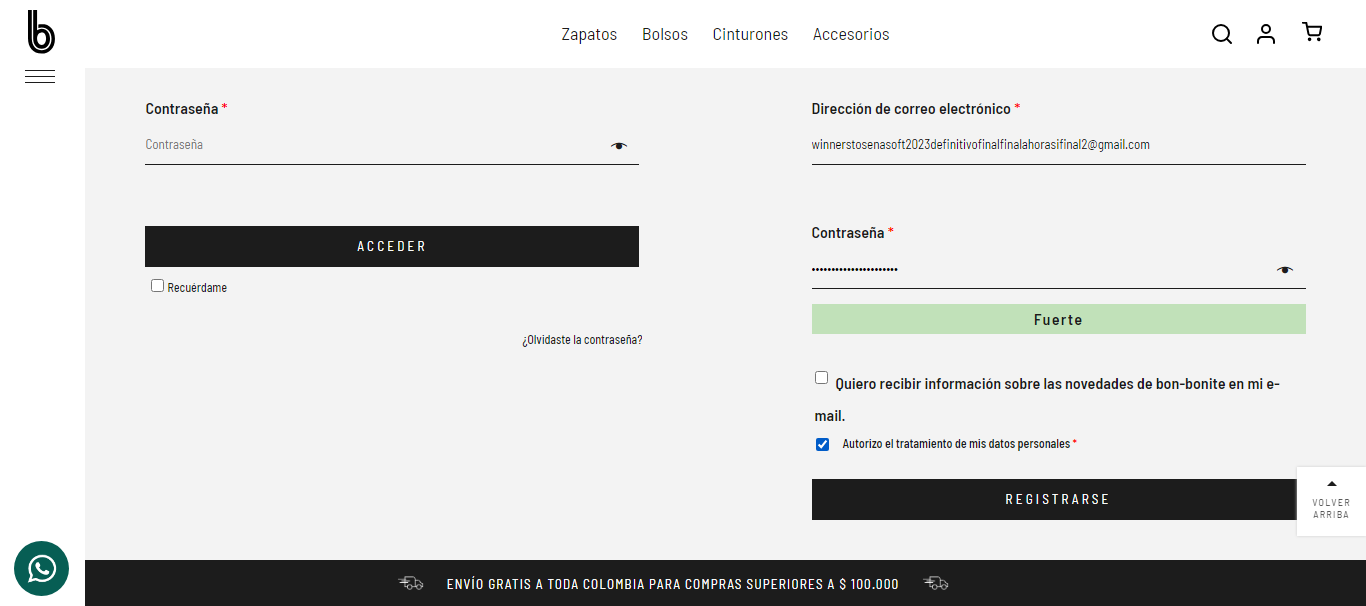 b
Zapatos Bolsos Cinturones Accesorios
Contraseña *
Contraseña
ACCEDER
Recuérdame
¿Olvidaste la contraseña?
Dirección de correo electrónico *
winnerstosenasoft2023definitivofinalfinalahorasifinal2@gmail.com
Contraseña *
Fuerte
Quiero recibir información sobre las novedades de bon-bonite en mi e-
mail.
Autorizo el tratamiento de mis datos personales *
REGISTRARSE
VOLVER
ARRIBA
ENVÍO GRATIS A TODA COLOMBIA PARA COMPRAS SUPERIORES A $ 100.000